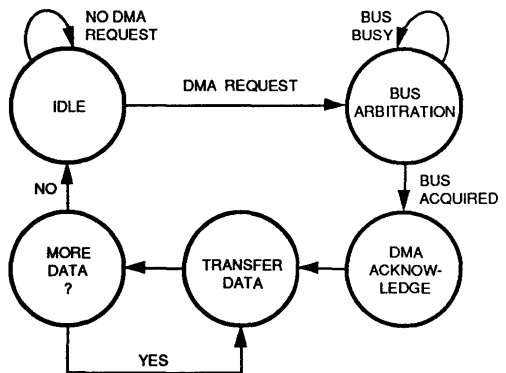 NO DMA
REQUEST
BUS
BUSY
IDLE
DMA REQUEST
BUS
ARBITRATION
NO
BUS
ACQUIRED
MORE
DATA
?
TRANSFER
DATA
DMA
ACKNOW-
LEDGE
YES